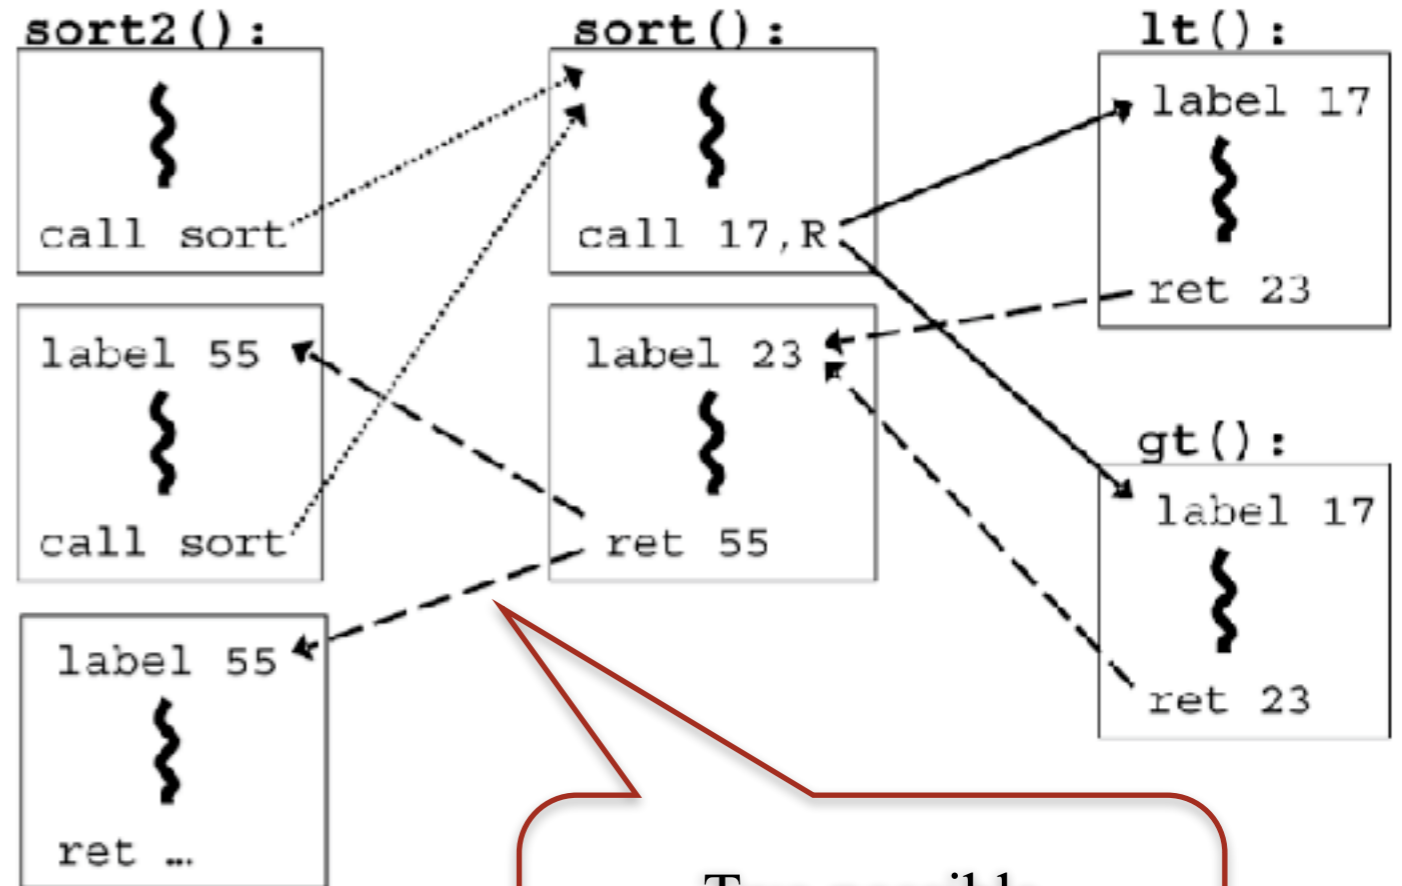 sort2():
call sort
label 55
call sort
label 55
ret …
sort():
call 17,R
label 23
ret 55
lt():
label 17
ret 23
gt():
label 17
ret 23